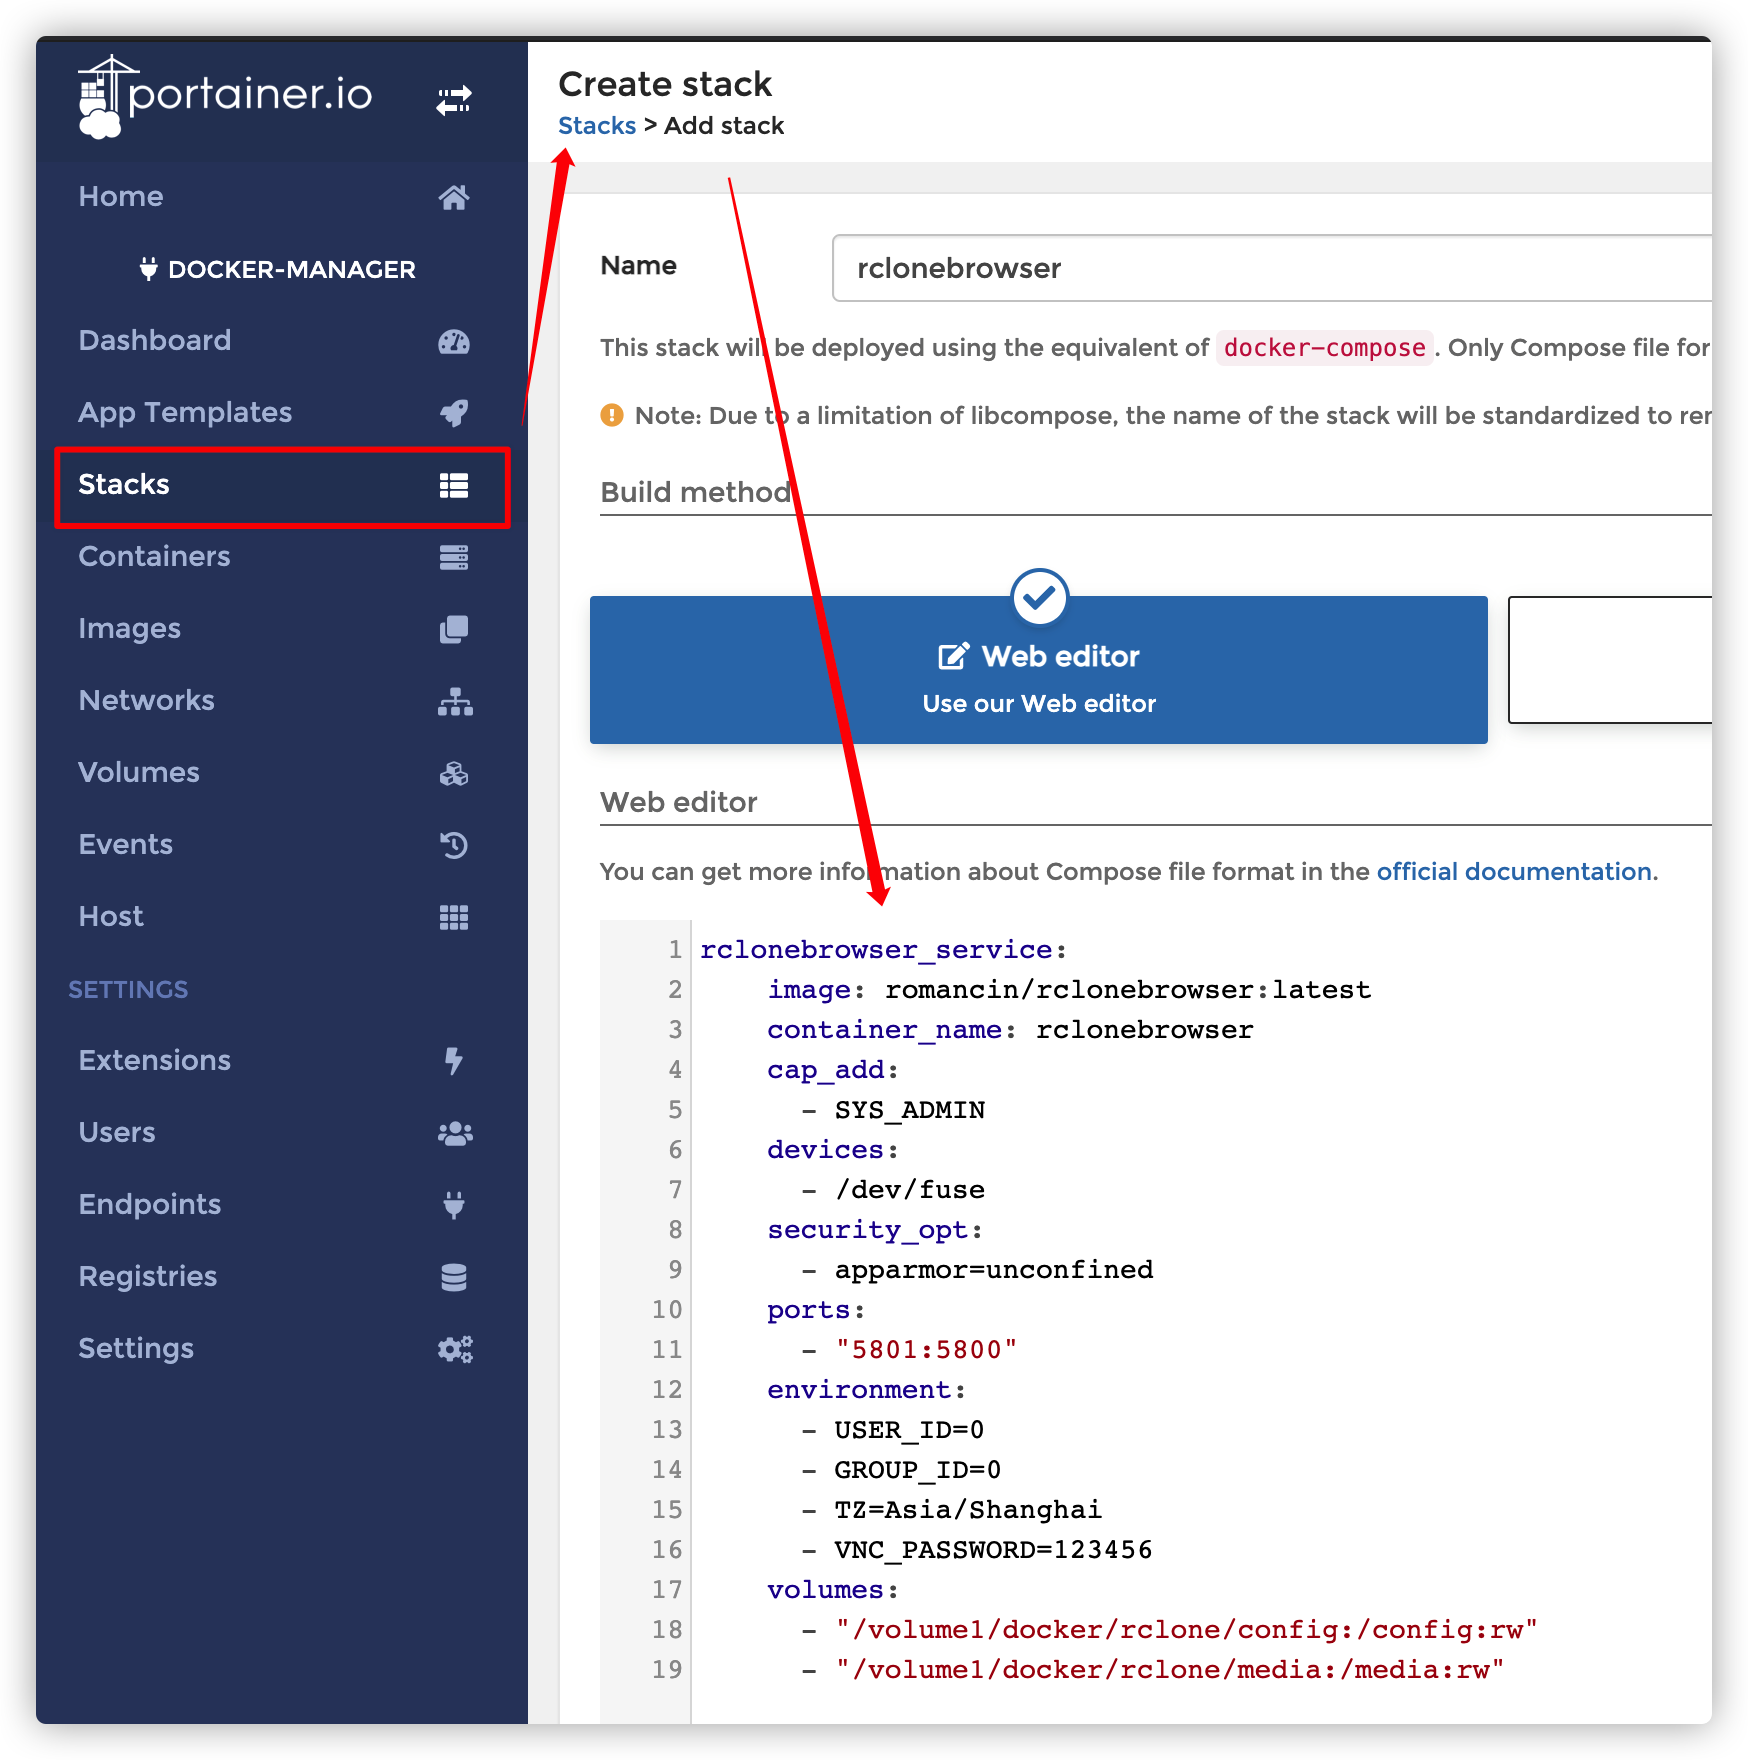 portainer.io
Home
DOCKER-MANAGER
Dashboard
App Templates
Stacks
Containers
Images
Networks
Volumes
Events
Host
SETTINGS
Extensions
Users
Endpoints
Registries
Settings
Create stack
Stacks > Add stack
Name
rclonebrowser
This stack will be deployed using the equivalent of docker-compose. Only Compose file for
Note: Due to a limitation of libcompose, the name of the stack will be standardized to rer
Build method
Web editor
Use our Web editor
Web editor
You can get more information about Compose file format in the official documentation.
1 rclonebrowser_service:
2 image: romancin/rclonebrowser:latest
3 container_name: rclonebrowser
4 cap_add:
5 - SYS_ADMIN
6 devices:
7 - /dev/fuse
8 security_opt:
9 - apparmor=unconfined
10 ports:
11 - "5801:5800"
12 environment:
13 - USER_ID=0
14 - GROUP_ID=0
15 - TZ=Asia/Shanghai
16 - VNC_PASSWORD=123456
17 volumes:
18 - "/volume1/docker/rclone/config:/config:rw"
19 - "/volume1/docker/rclone/media:/media:rw"